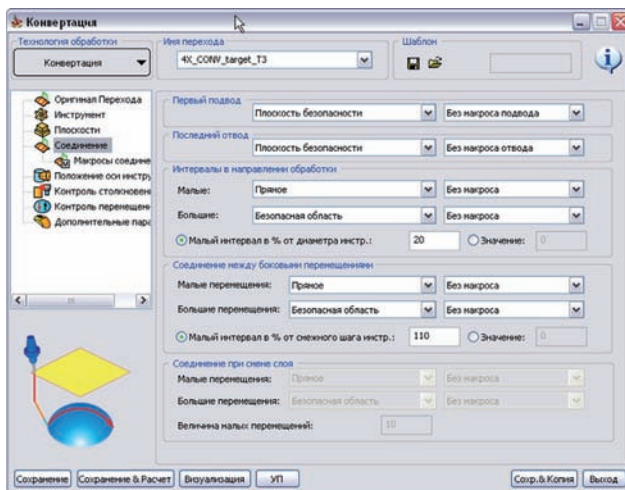 Конвертация
Технология обработки
Конвертация
Имя перехода
4X_CONV_target_T3
Шаблон
Оригинал Перехода
Инструмент
Плоскости
Соединение
Макросы соедине
Положение оси инстру
Контроль столкновен
Контроль перемещен
Дополнительные пара
Первый подвод
Плоскость безопасности Без макроса подвода
Последний отвод
Плоскость безопасности Без макроса отвода
Интервалы в направлении обработки
Малые: Прямое Без макроса
Большие: Безопасная область Без макроса
Малый интервал в % от диаметра инстр.: 20 Значение: 0
Соединение между боковыми перемещениями
Малые перемещения: Прямое Без макроса
Большие перемещения: Безопасная область Без макроса
Малый интервал в % от смежного шага инстр.: 110 Значение: 0
Соединение при смене слоя
Малые перемещения: Прямое Без макроса
Большие перемещения: Безопасная область Без макроса
Величина малых перемещений: 10
Сохранение Сохранение & Расчет Визуализация УП Сохр.& Копия Выход